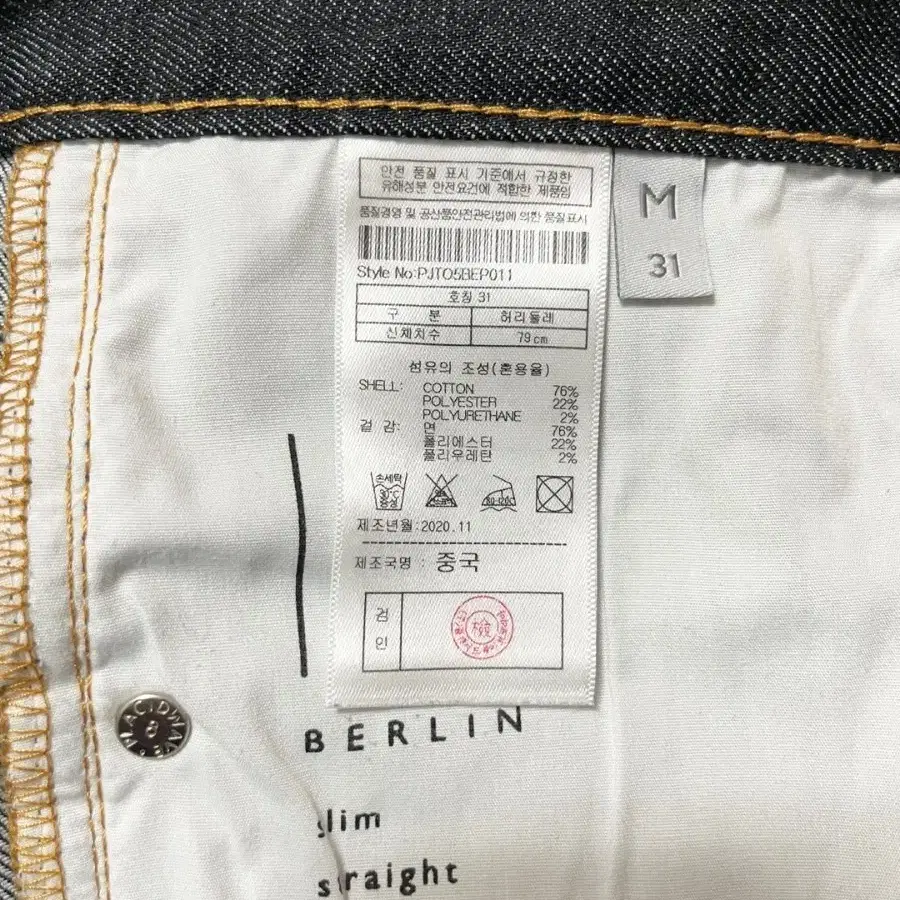 안전 품질 표시 기준에서 규정한
유해성분 안전요건에 적합한 제품임
품질경영 및 공산품안전관리법에 의한 품질표시
Style No:PJTO5BEP011
호칭 31
구 분 허리둘레
신체치수 79cm
섬유의 조성(혼용율)
SHELL: COTTON 76%
POLYESTER 22%
POLYURETHANE 2%
겉 감: 면 76%
폴리에스터 22%
폴리우레탄 2%
손세탁
30℃
중성
80-120℃
제조년월:2020.11
제조국명 : 중국
검
인
檢
M
31
BERLIN
slim
straight